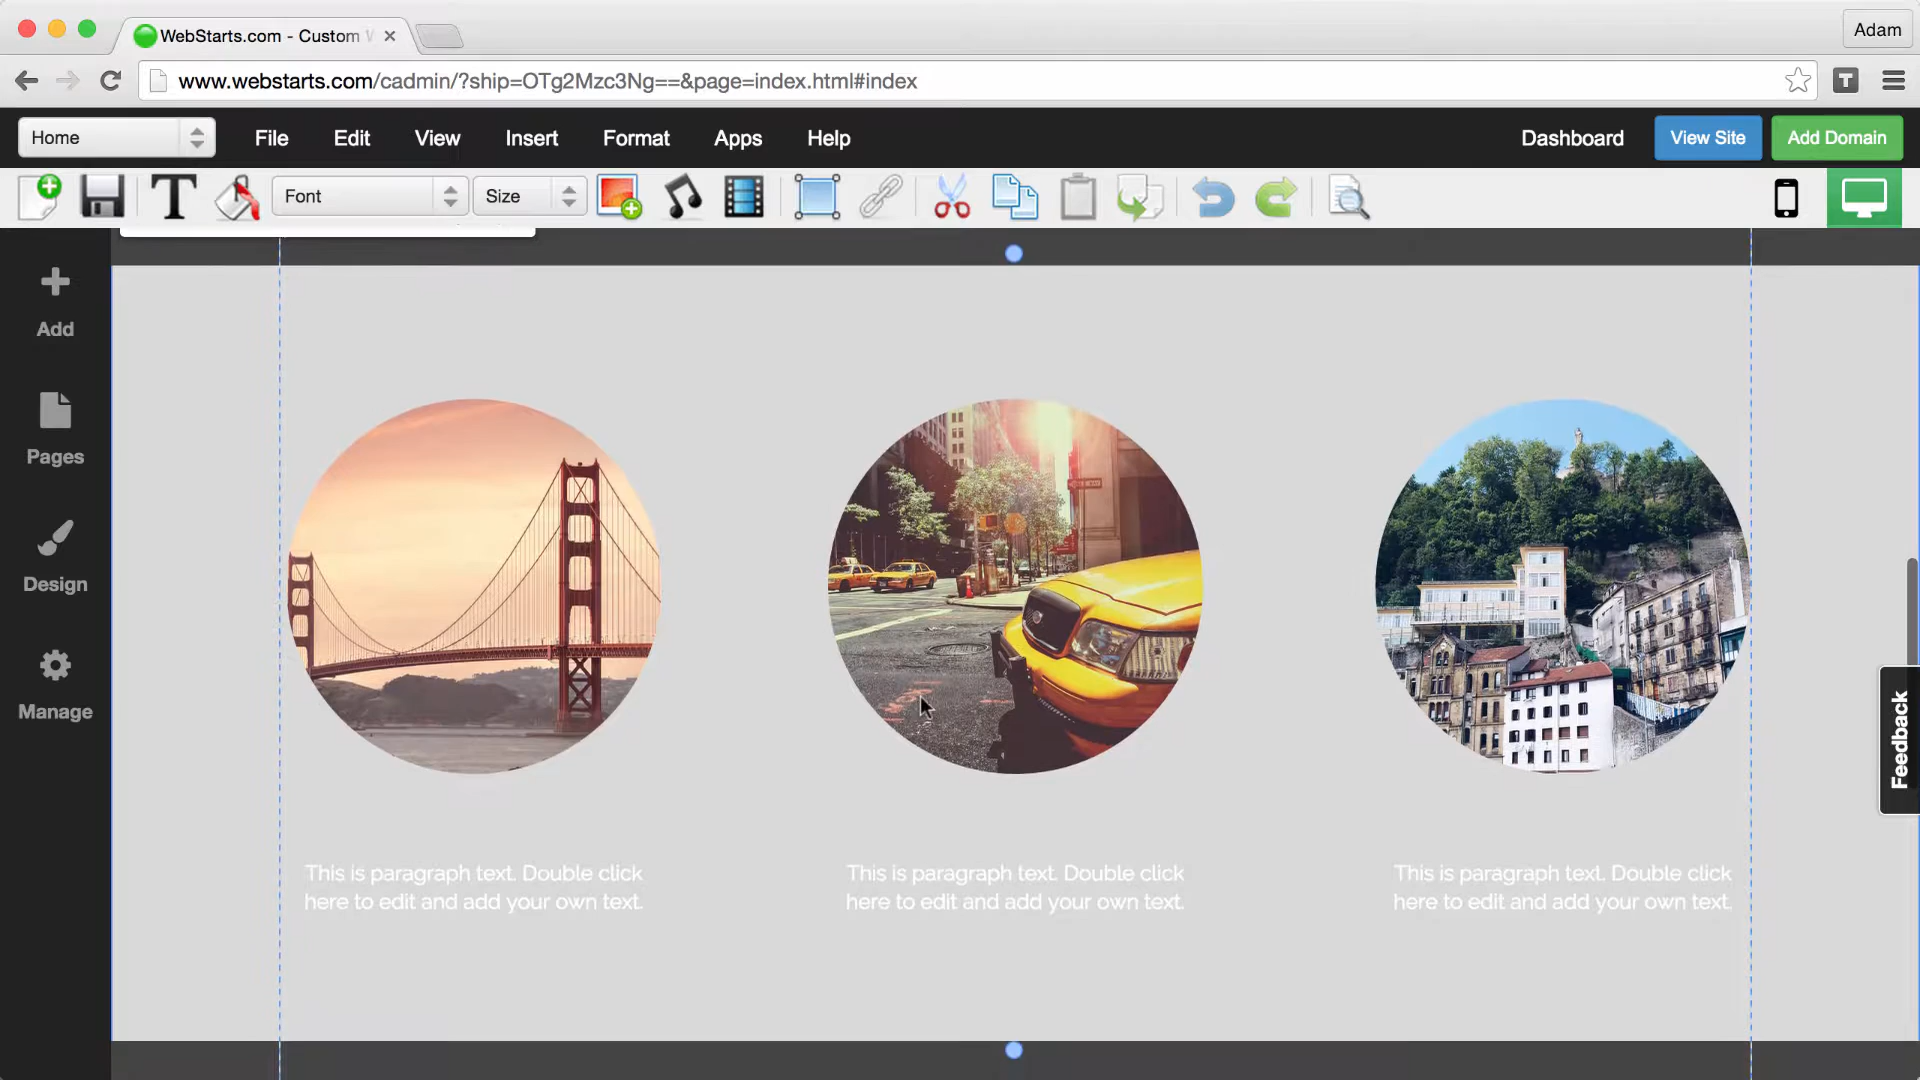 WebStarts.com - Custom
Adam
www.webstarts.com/cadmin/?ship=OTg2Mzc3Ng==&page=index.html#index
Home File Edit View Insert Format Apps Help Dashboard View Site Add Domain
T Font Size
T
Add
Pages
Design
Manage
Feedback
This is paragraph text. Double click
here to edit and add your own text.
This is paragraph text. Double click
here to edit and add your own text.
This is paragraph text. Double click
here to edit and add your own text.